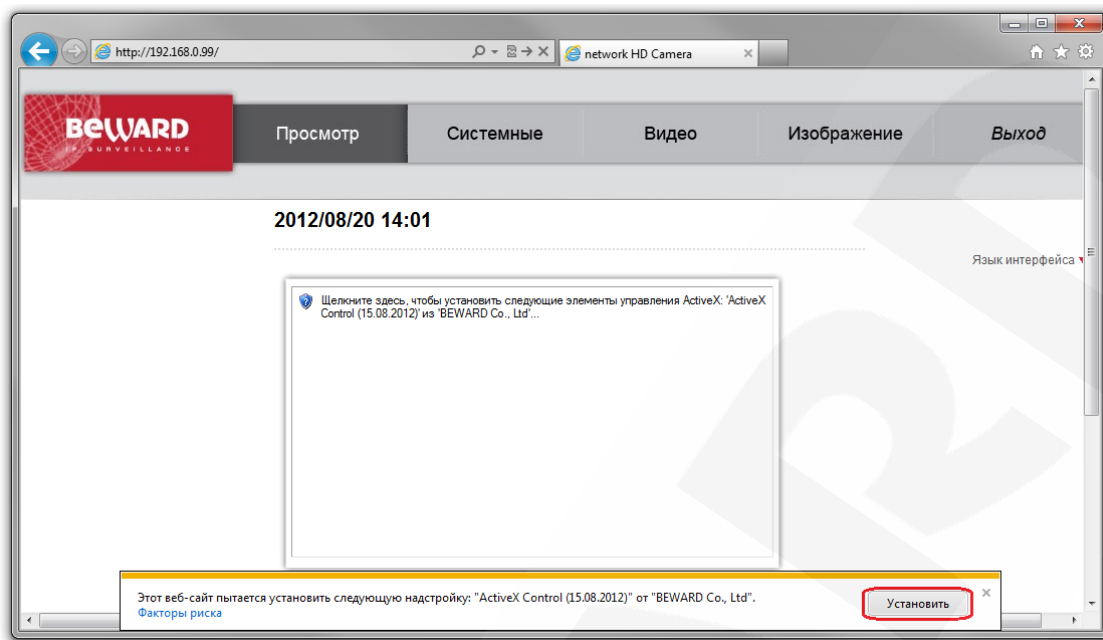 http://192.168.0.99/
network HD Camera
BEWARD
IP SURVEILLANCE
Просмотр
Системные
Видео
Изображение
Выход
2012/08/20 14:01
Язык интерфейса
Щелкните здесь, чтобы установить следующие элементы управления ActiveX: 'ActiveX
Control (15.08.2012)' из 'BEWARD Co., Ltd'...
Этот веб-сайт пытается установить следующую надстройку: "ActiveX Control (15.08.2012)" от "BEWARD Co., Ltd".
Факторы риска
Установить